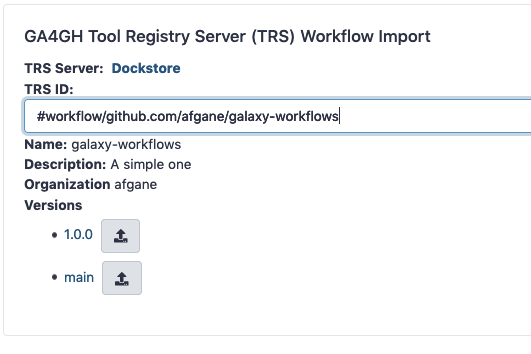 GA4GH Tool Registry Server (TRS) Workflow Import
TRS Server: Dockstore
TRS ID:
#workflow/github.com/afgane/galaxy-workflows
Name: galaxy-workflows
Description: A simple one
Organization afgane
Versions
• 1.0.0
• main